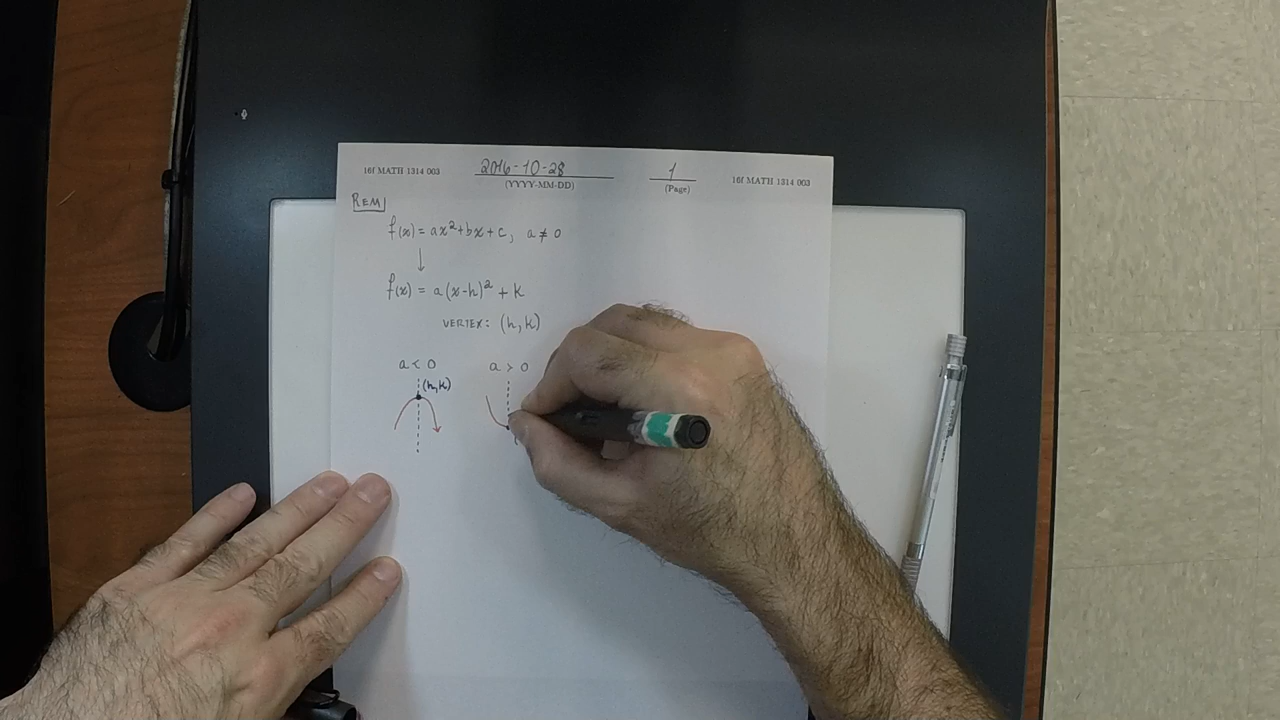 16f MATH 1314 003 2016-10-28 1 16f MATH 1314 003
(YYYY-MM-DD) (Page)
REM
f(x) = ax²+bx+c, a ≠ 0
↓
f(x) = a(x-h)² + k
VERTEX: (h,k)
a < 0 a > 0
(h,k)